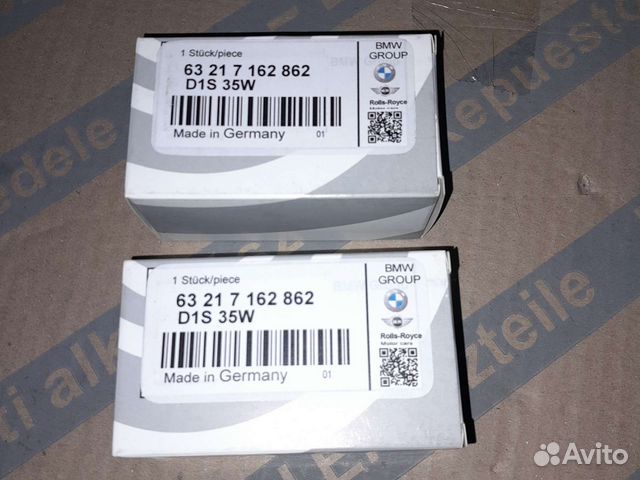 1 Stück/piece
63 21 7 162 862
D1S 35W
Made in Germany
01
BMW
GROUP
Rolls-Royce
Motor cars
1 Stück/piece
63 21 7 162 862
D1S 35W
Made in Germany
01
BMW
GROUP
Rolls-Royce
Motor cars
Repuesto
Avito